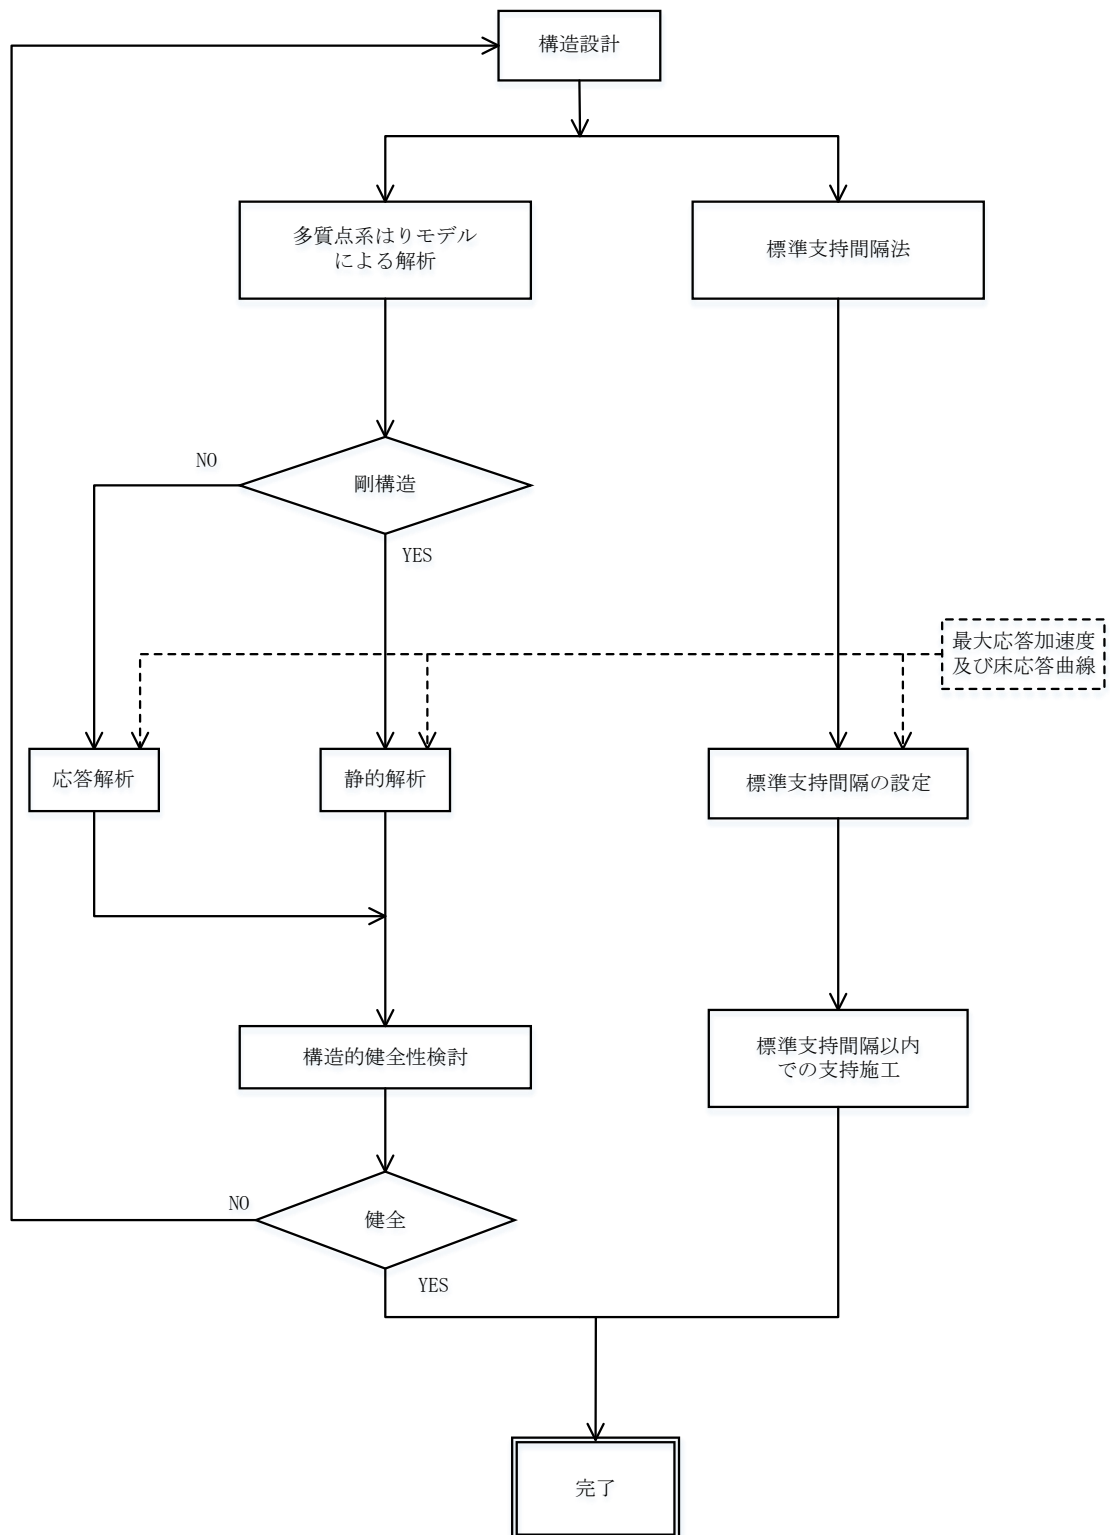 構造設計
多質点系はりモデル
による解析
標準支持間隔法
NO
剛構造
YES
最大応答加速度
及び床応答曲線
応答解析
静的解析
標準支持間隔の設定
構造的健全性検討
標準支持間隔以内
での支持施工
NO
健全
YES
完了